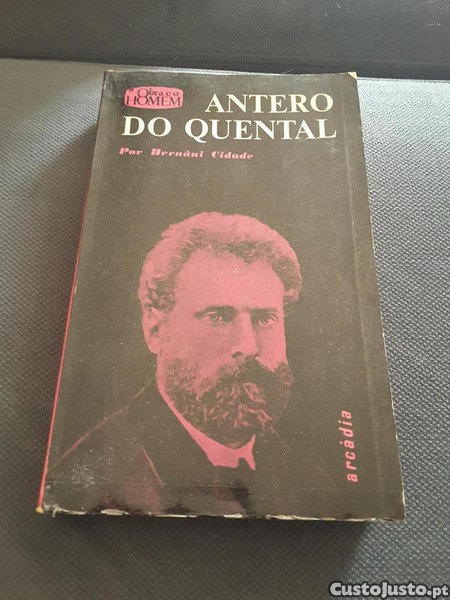 a Obra e o
HOMEM
ANTERO
DO QUENTAL
Por Hernâni Cidade
arcádia
CustoJusto.pt